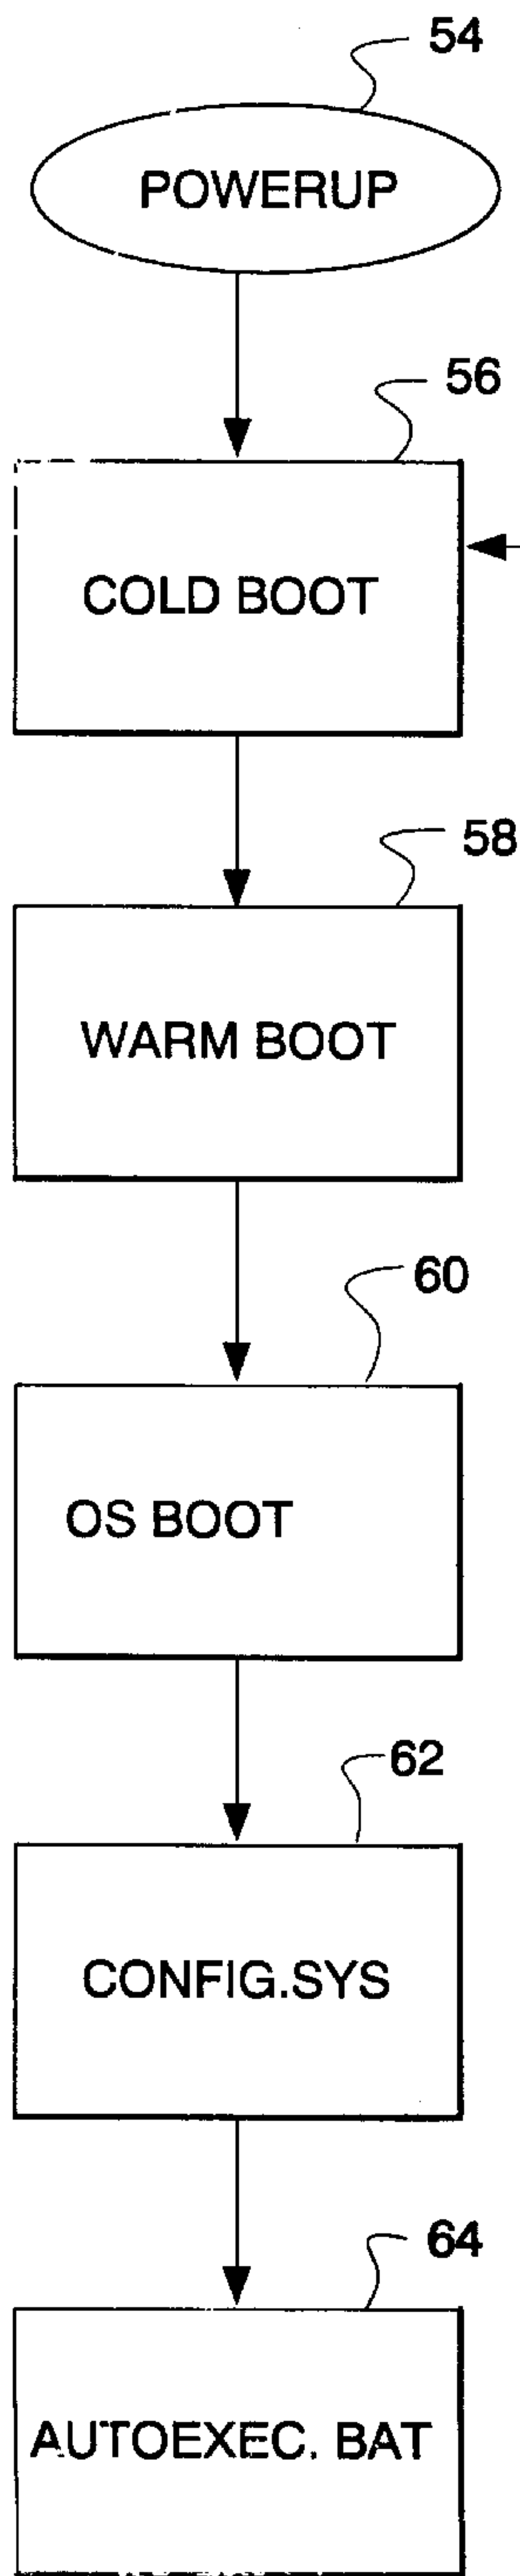 54
POWERUP
56
COLD BOOT
58
WARM BOOT
60
OS BOOT
62
CONFIG.SYS
64
AUTOEXEC. BAT